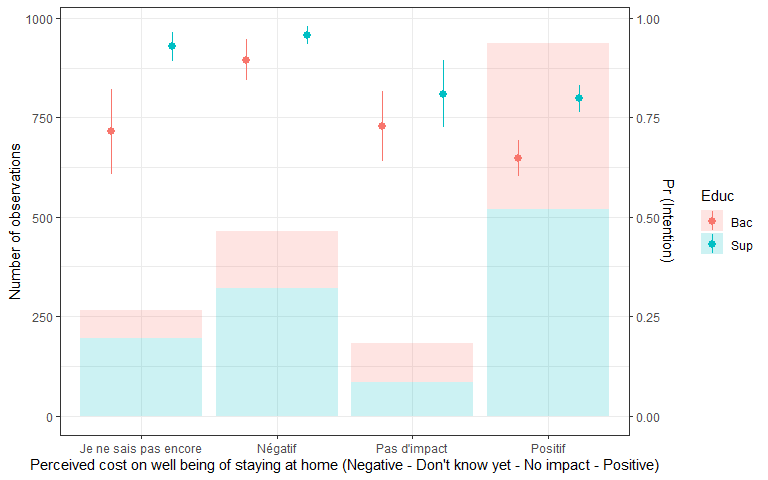 Number of observations
1000
750
500
250
0
1.00
0.75
0.50
0.25
0.00
Pr (Intention)
Educ
Bac
Sup
Je ne sais pas encore
Négatif
Pas d'impact
Positif
Perceived cost on well being of staying at home (Negative - Don't know yet - No impact - Positive)